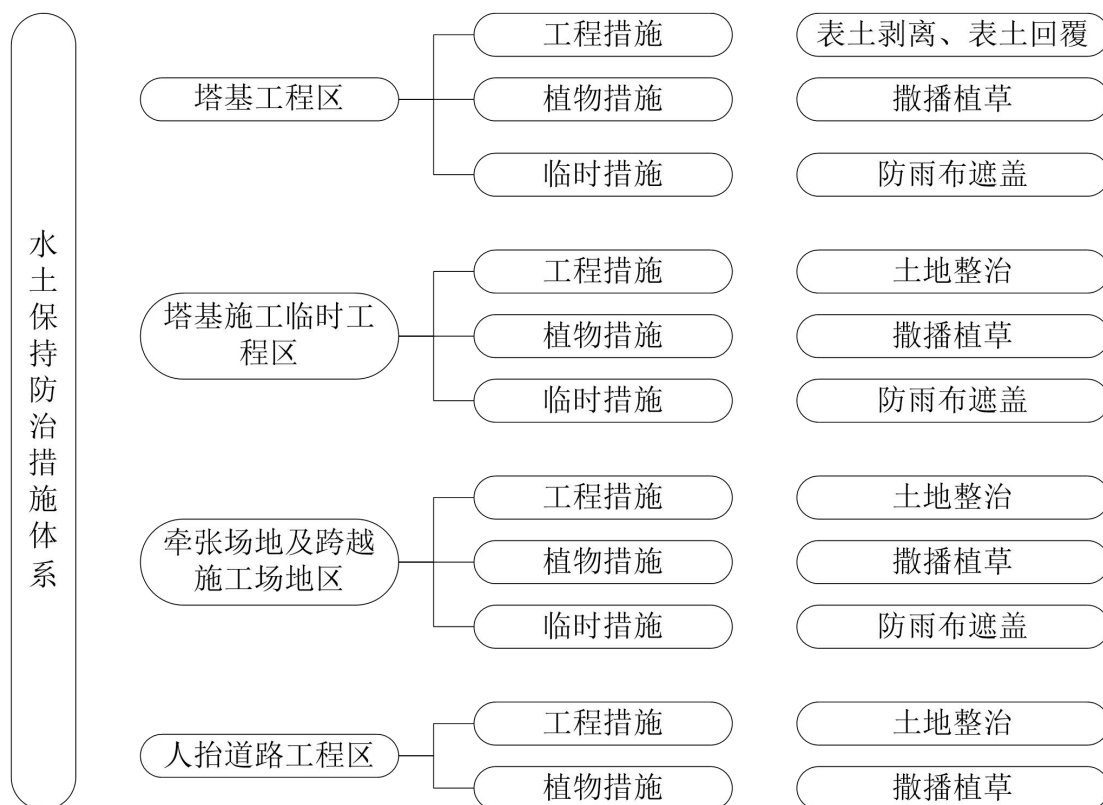 水土保持防治措施体系
塔基工程区
工程措施
表土剥离、表土回覆
植物措施
撒播植草
临时措施
防雨布遮盖
塔基施工临时工
程区
工程措施
土地整治
植物措施
撒播植草
临时措施
防雨布遮盖
牵张场地及跨越
施工场地区
工程措施
土地整治
植物措施
撒播植草
临时措施
防雨布遮盖
人抬道路工程区
工程措施
土地整治
植物措施
撒播植草